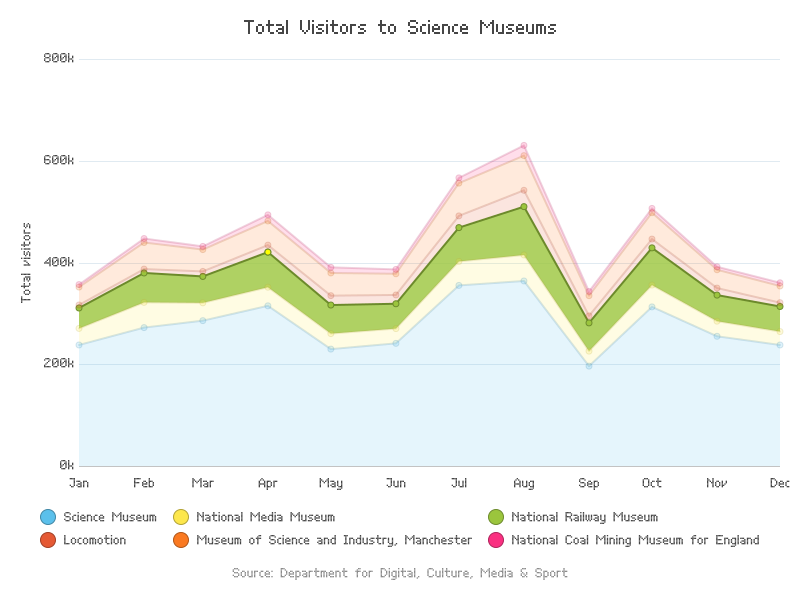 Total Visitors to Science Museums
800k
600k
400k
200k
0k
Total visitors
Jan Feb Mar Apr May Jun Jul Aug Sep Oct Nov Dec
Science Museum National Media Museum National Railway Museum
Locomotion Museum of Science and Industry, Manchester National Coal Mining Museum for England
Source: Department for Digital, Culture, Media & Sport